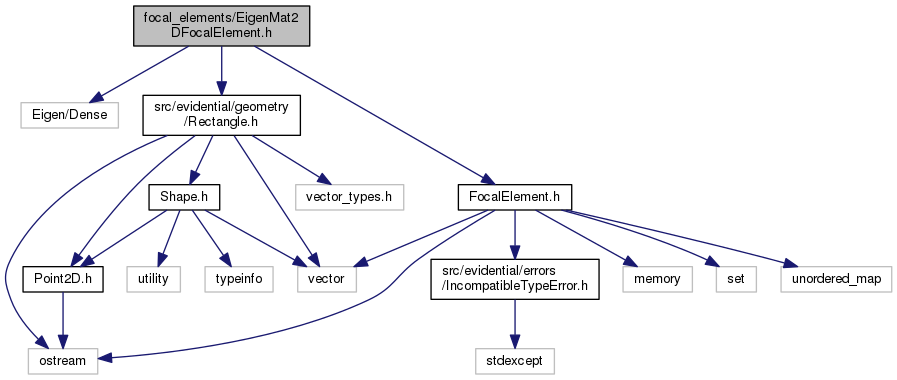 focal_elements/EigenMat2
DFocalElement.h
Eigen/Dense
src/evidential/geometry
/Rectangle.h
Shape.h
vector_types.h
FocalElement.h
Point2D.h
utility
typeinfo
vector
src/evidential/errors
/IncompatibleTypeError.h
memory
set
unordered_map
ostream
stdexcept